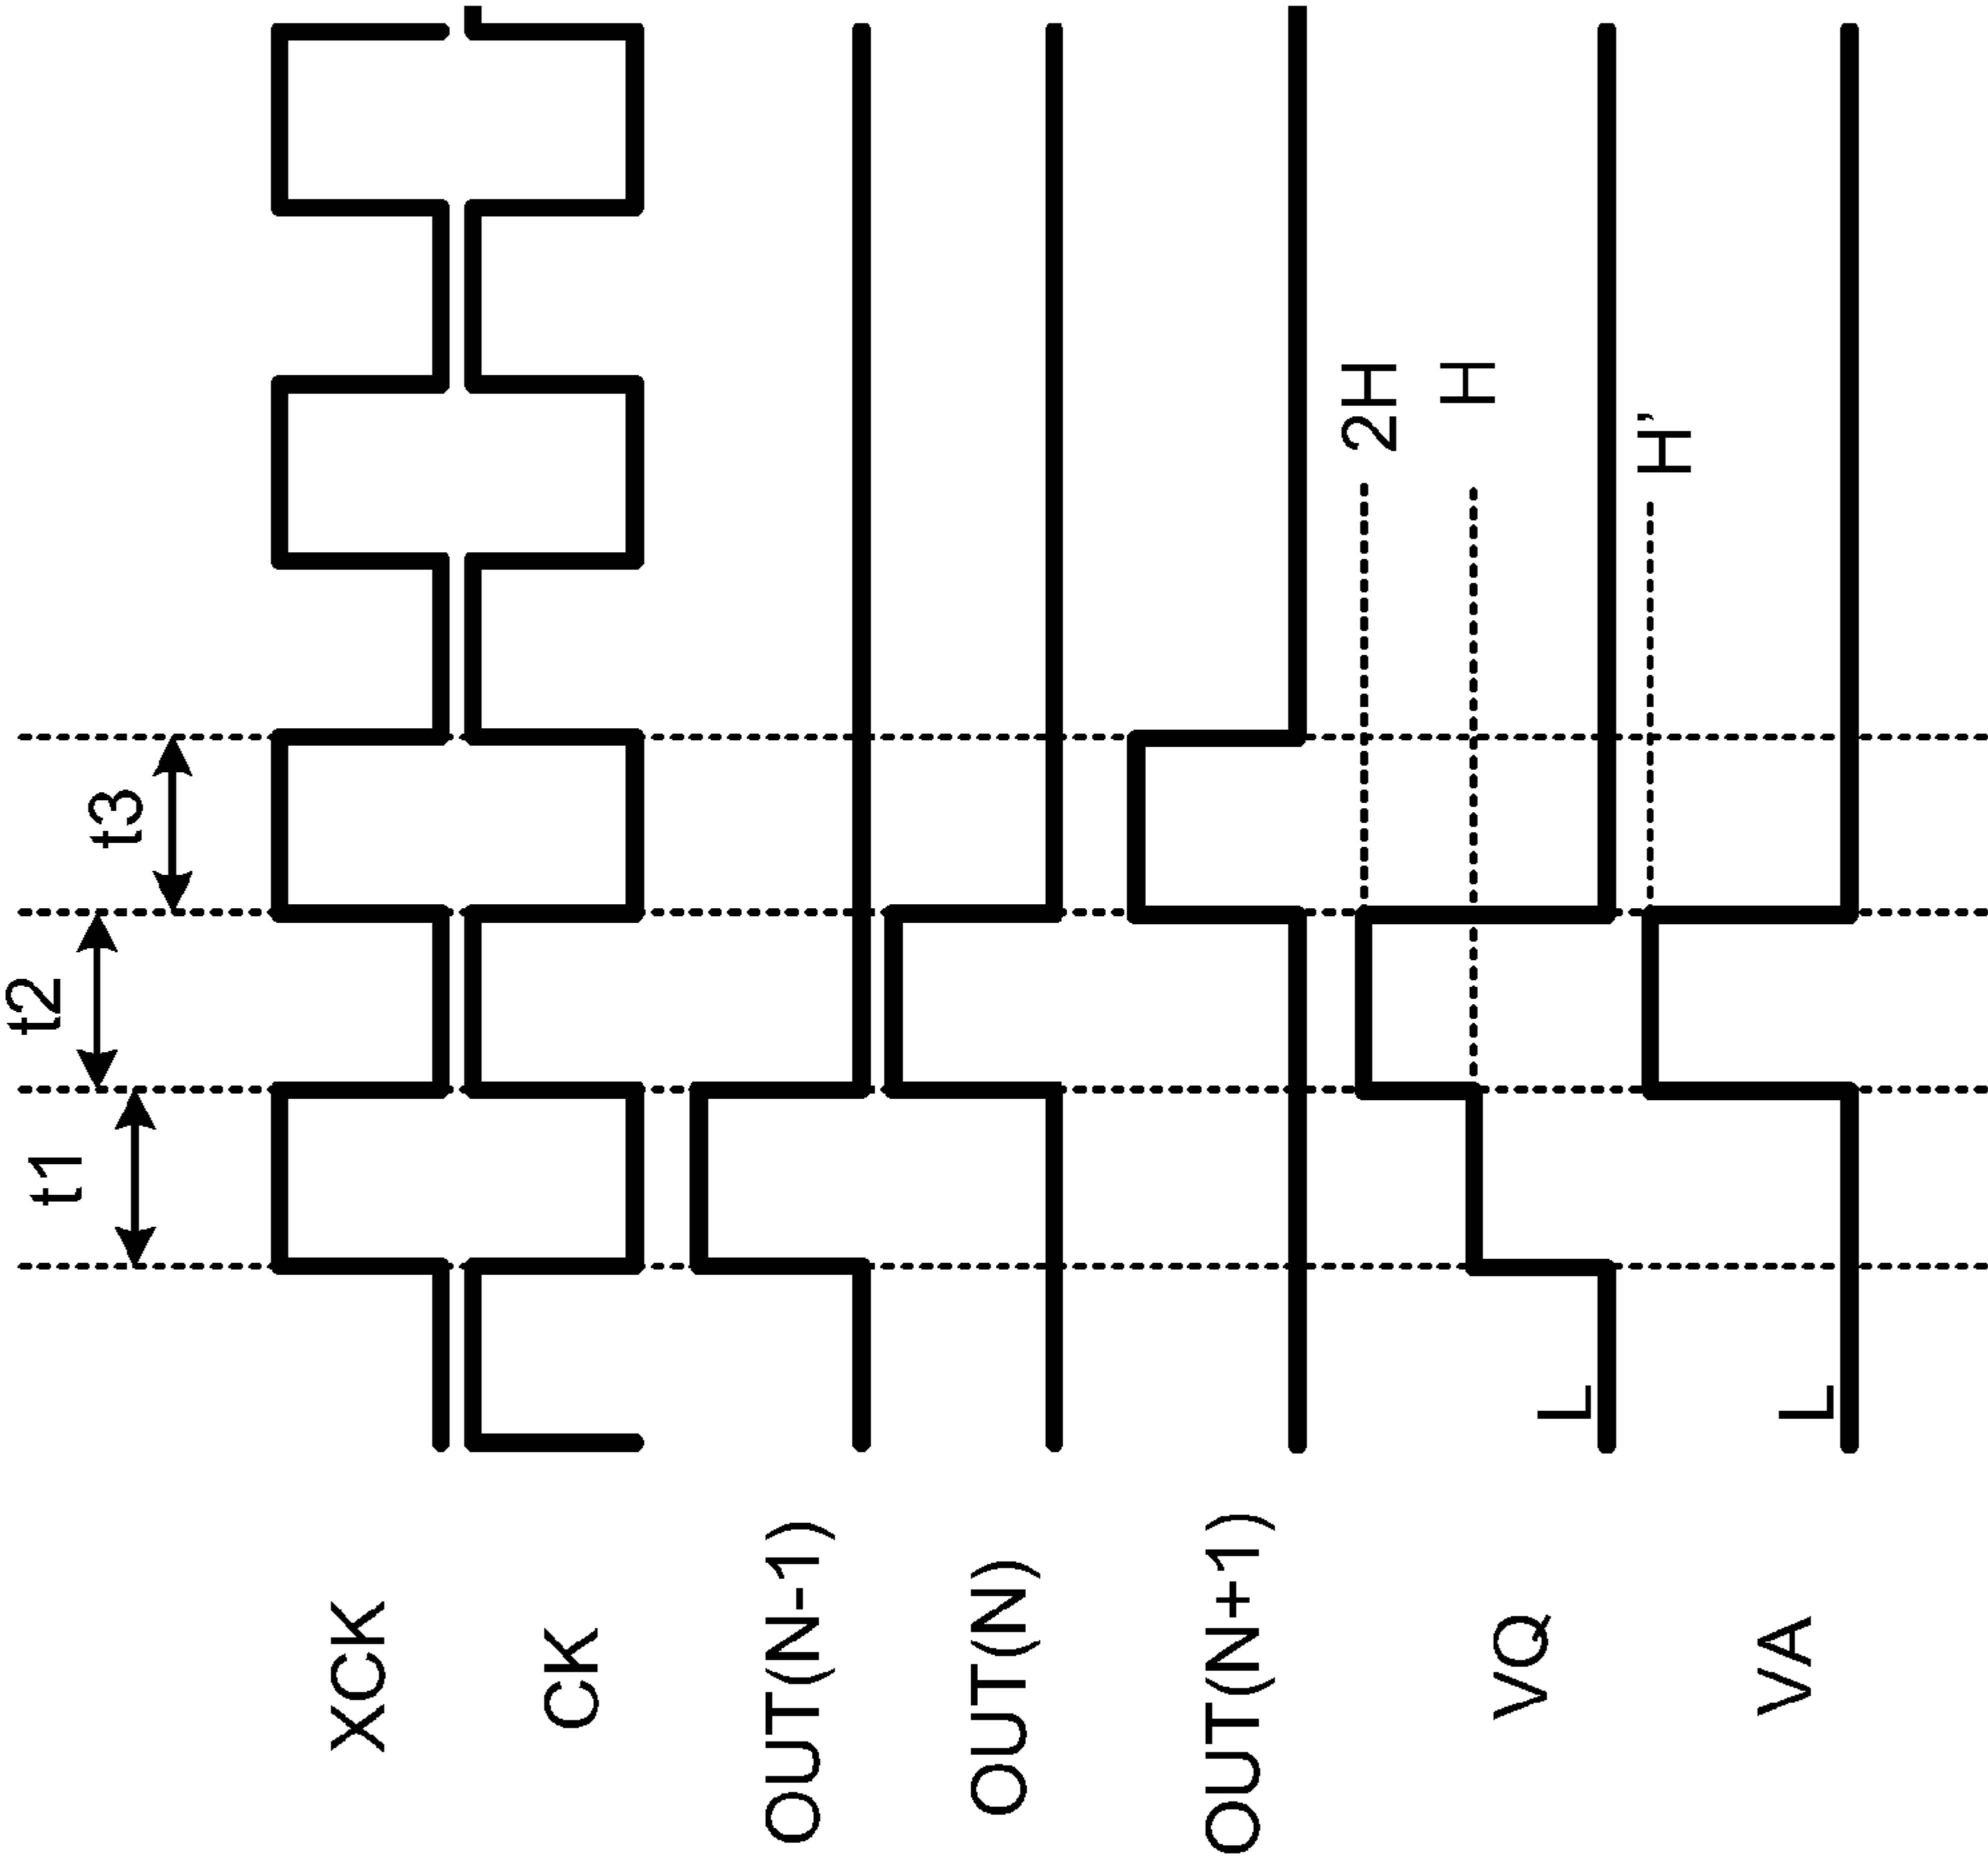 t1
t2
t3
XCK
CK
OUT(N-1)
OUT(N)
OUT(N+1)
2H
H
VQ
L
H’
VA
L